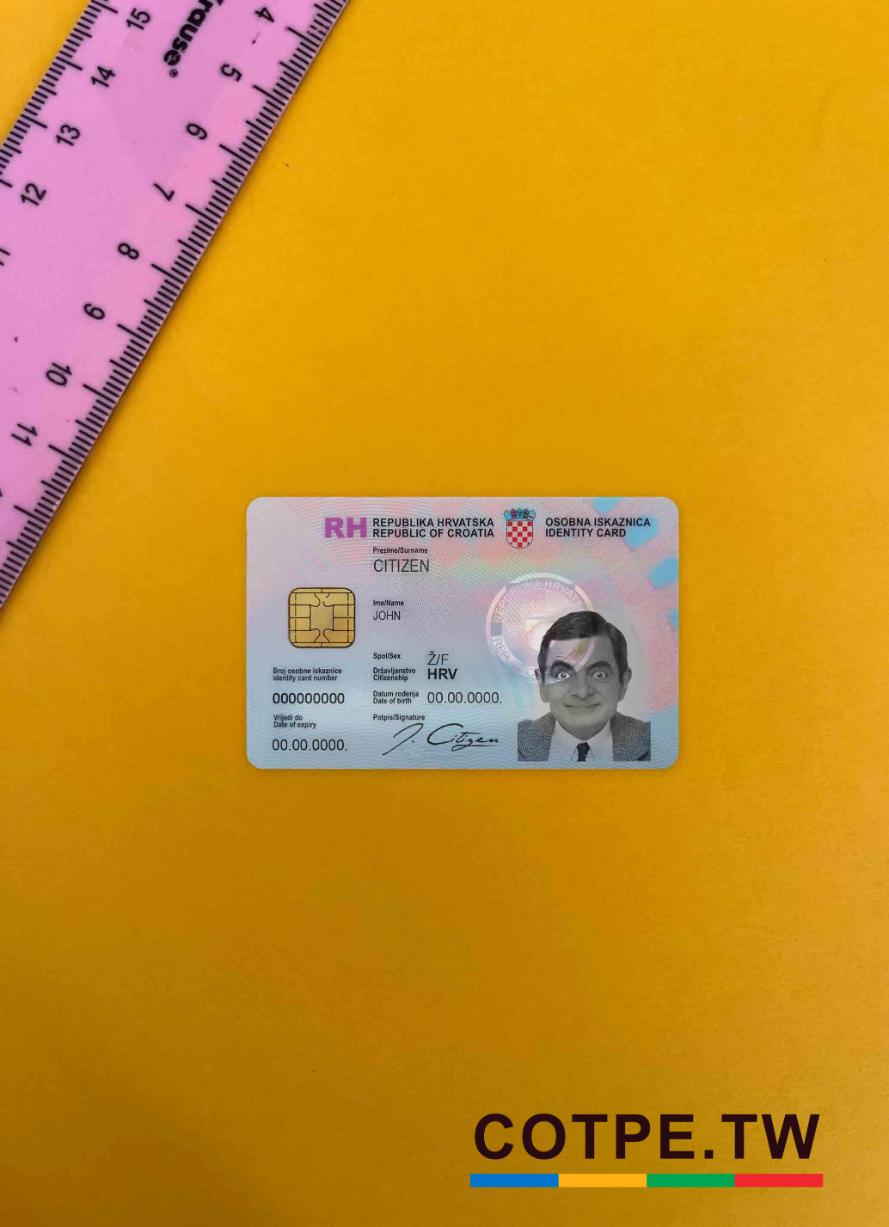 15
14
13
12
11
10
9
8
7
6
5
4
rause®
RH REPUBLIKA HRVATSKA
REPUBLIC OF CROATIA
OSOBNA ISKAZNICA
IDENTITY CARD
Prezime/Surname
CITIZEN
Ime/Name
JOHN
Spol/Sex
Ž/F
Državljanstvo
Citizenship
HRV
Broj osobne iskaznice
Identity card number
000000000
Datum rođenja
Date of birth
00.00.0000.
Vrijedi do
Date of expiry
00.00.0000.
Potpis/Signature
J. Citizen
COTPE.TW